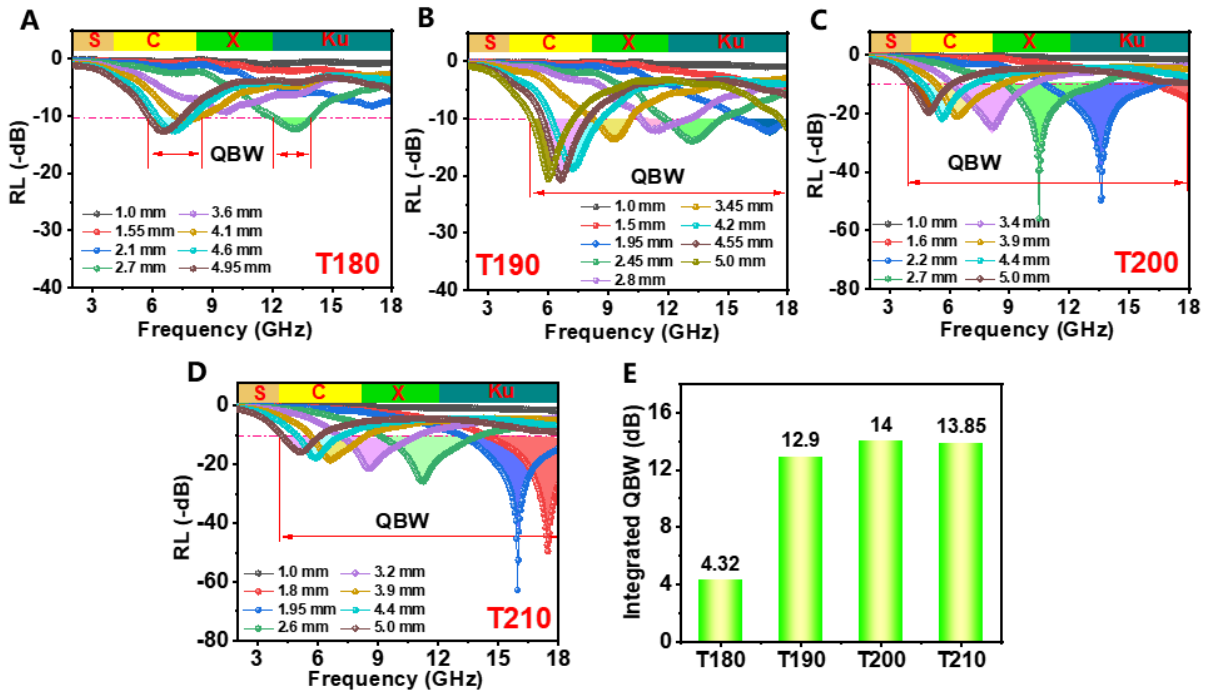 A
S C X Ku
0
-10
-20
-30
-40
RL (-dB)
QBW
1.0 mm 3.6 mm
1.55 mm 4.1 mm
2.1 mm 4.6 mm
2.7 mm 4.95 mm
T180
3 6 9 12 15 18
Frequency (GHz)
B
S C X Ku
0
-10
-20
-30
-40
RL (-dB)
QBW
1.0 mm 3.45 mm
1.5 mm 4.2 mm
1.95 mm 4.55 mm
2.45 mm 5.0 mm
2.8 mm
T190
3 6 9 12 15 18
Frequency (GHz)
C
S C X Ku
0
-20
-40
-60
-80
RL (-dB)
QBW
1.0 mm 3.4 mm
1.6 mm 3.9 mm
2.2 mm 4.4 mm
2.7 mm 5.0 mm
T200
3 6 9 12 15 18
Frequency (GHz)
D
S C X Ku
0
-20
-40
-60
-80
RL (-dB)
QBW
1.0 mm 3.2 mm
1.8 mm 3.9 mm
1.95 mm 4.4 mm
2.6 mm 5.0 mm
T210
3 6 9 12 15 18
Frequency (GHz)
E
16
12
8
4
0
Integrated QBW (dB)
4.32
12.9
14
13.85
T180 T190 T200 T210